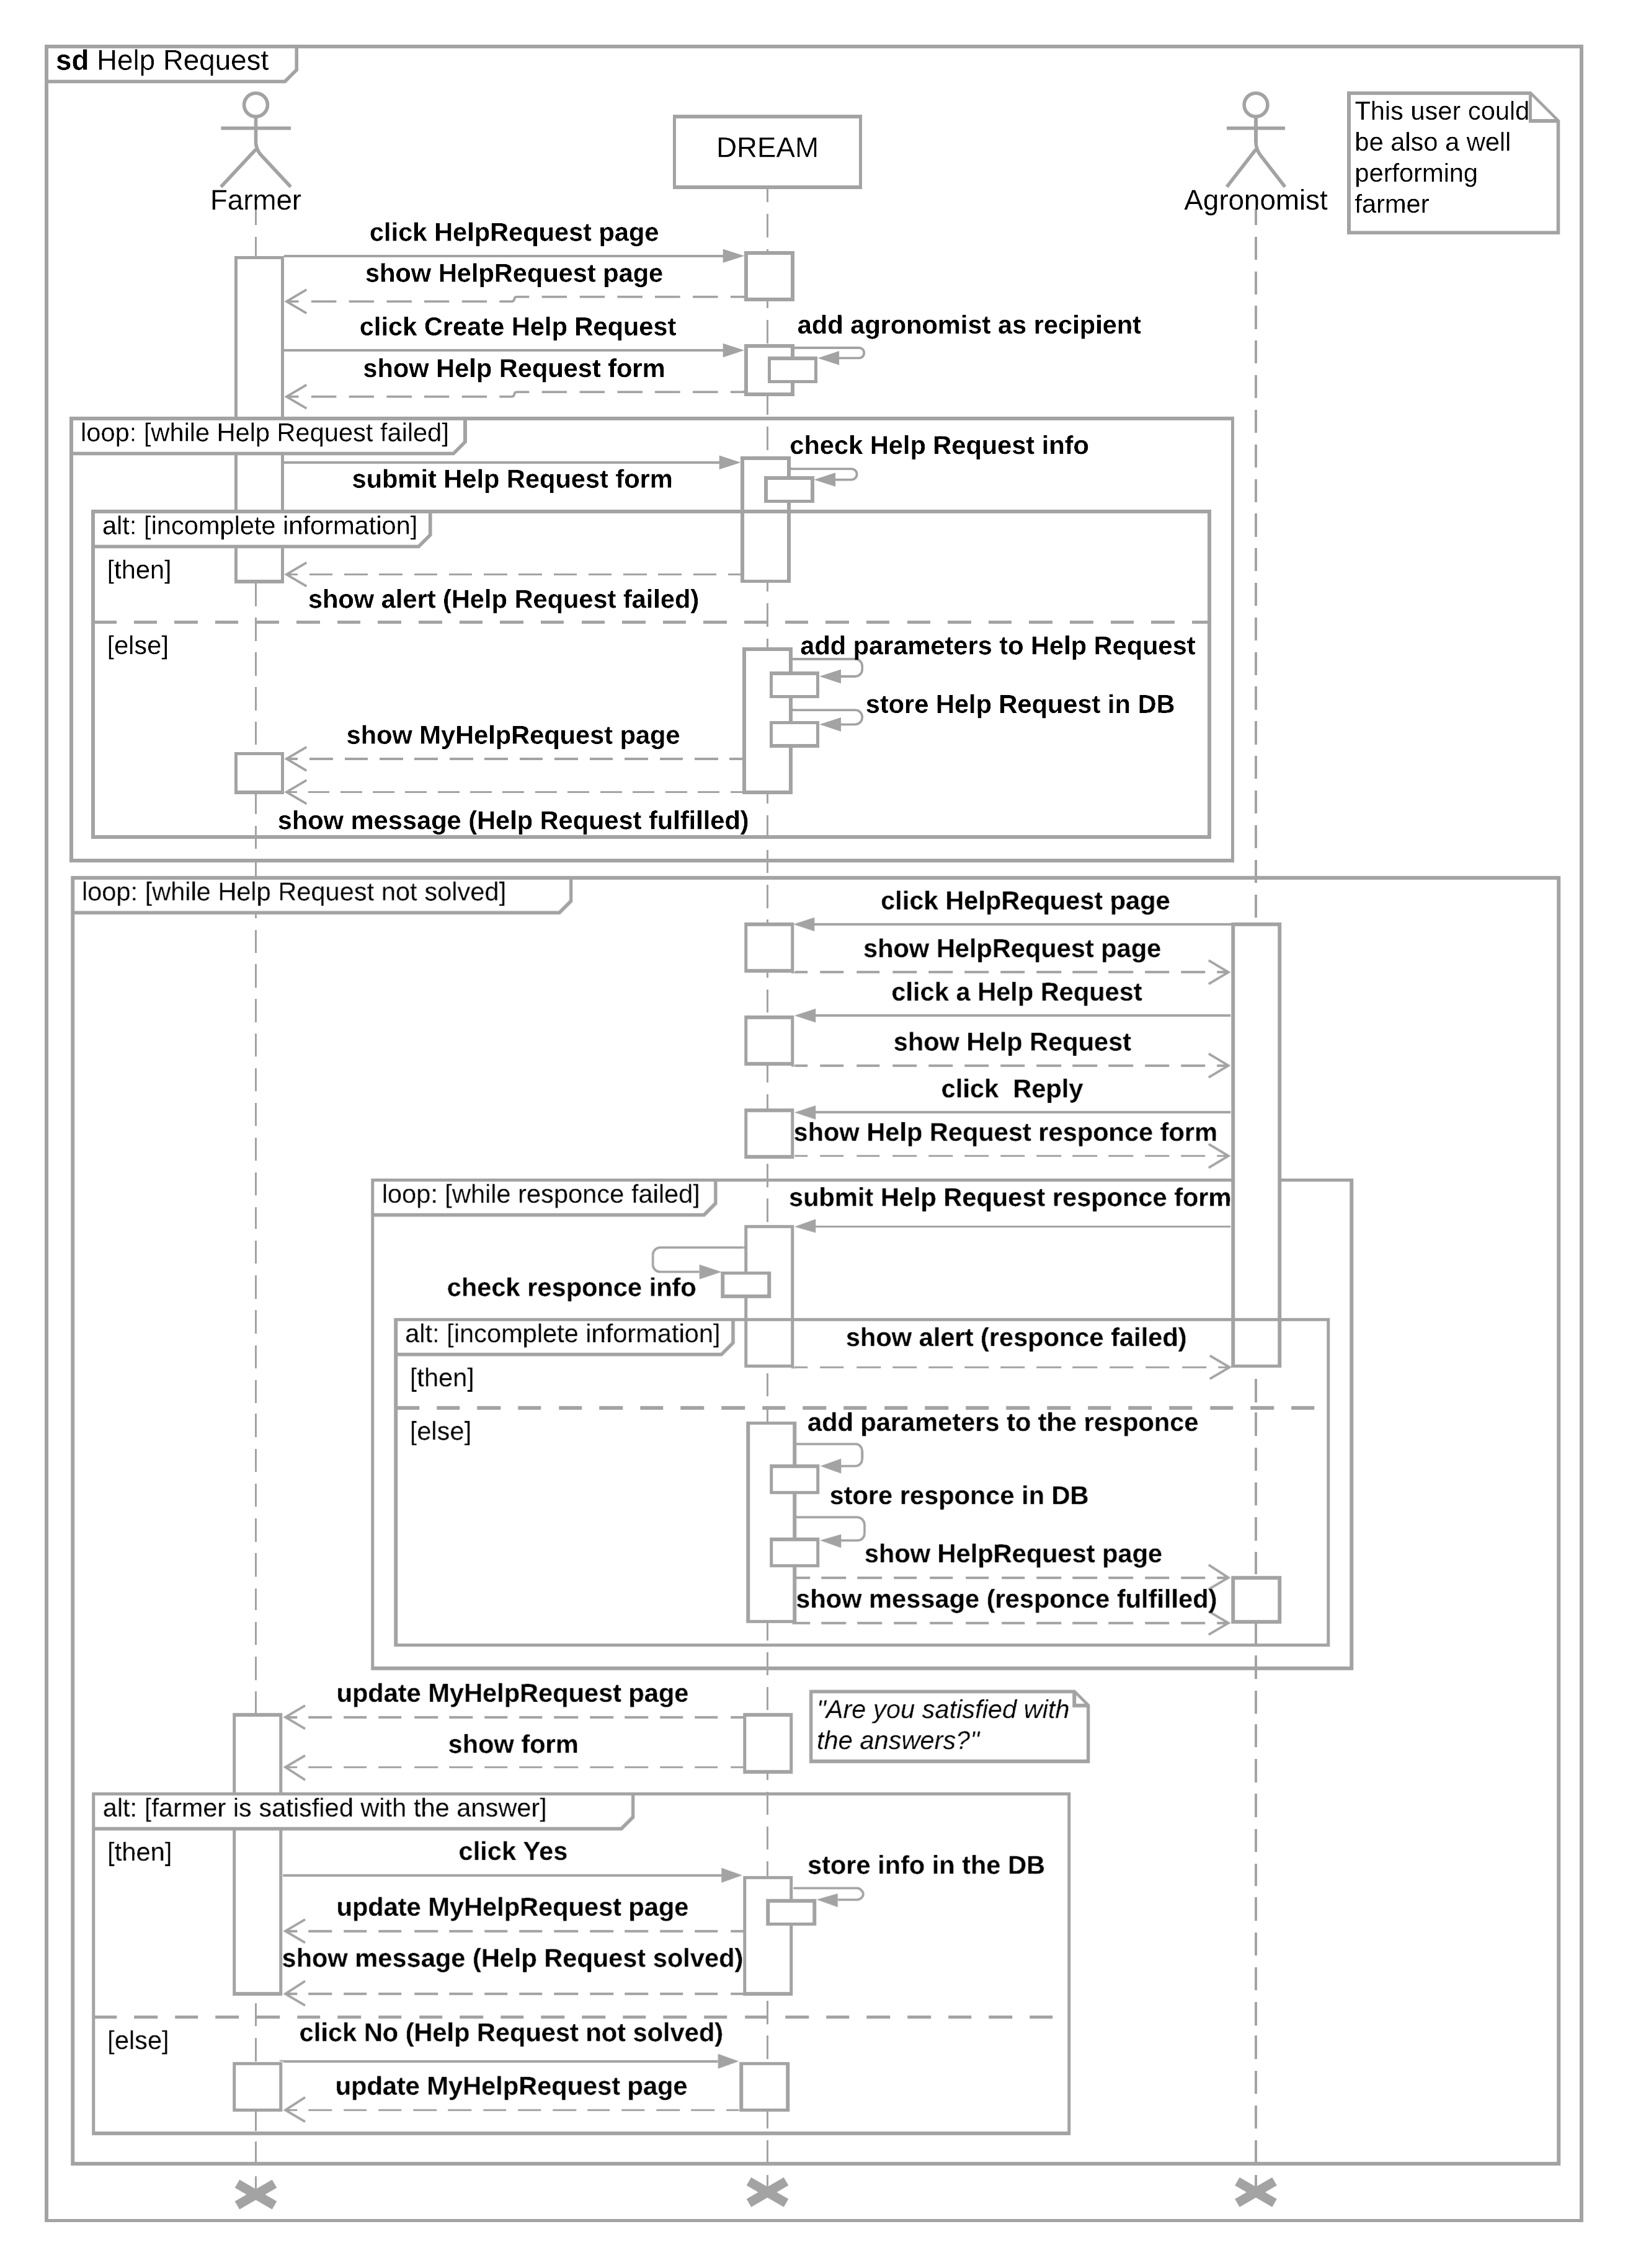 sd Help Request
Farmer
DREAM
Agronomist
This user could
be also a well
performing
farmer
click HelpRequest page
show HelpRequest page
click Create Help Request
add agronomist as recipient
show Help Request form
loop: [while Help Request failed]
check Help Request info
submit Help Request form
alt: [incomplete information]
[then]
show alert (Help Request failed)
[else]
add parameters to Help Request
store Help Request in DB
show MyHelpRequest page
show message (Help Request fulfilled)
loop: [while Help Request not solved]
click HelpRequest page
show HelpRequest page
click a Help Request
show Help Request
click  Reply
show Help Request responce form
loop: [while responce failed]
submit Help Request responce form
check responce info
alt: [incomplete information]
show alert (responce failed)
[then]
[else]
add parameters to the responce
store responce in DB
show HelpRequest page
show message (responce fulfilled)
update MyHelpRequest page
"Are you satisfied with
the answers?"
show form
alt: [farmer is satisfied with the answer]
[then]
click Yes
store info in the DB
update MyHelpRequest page
show message (Help Request solved)
[else]
click No (Help Request not solved)
update MyHelpRequest page